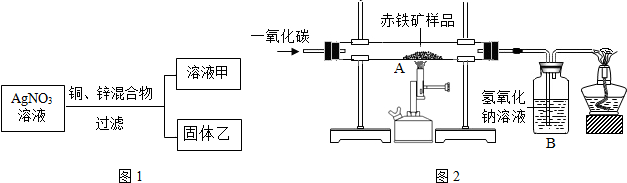 AgNO₃
溶液
铜、锌混合物
过滤
溶液甲
固体乙
图1
一氧化碳
赤铁矿样品
A
氢氧化
钠溶液
B
图2